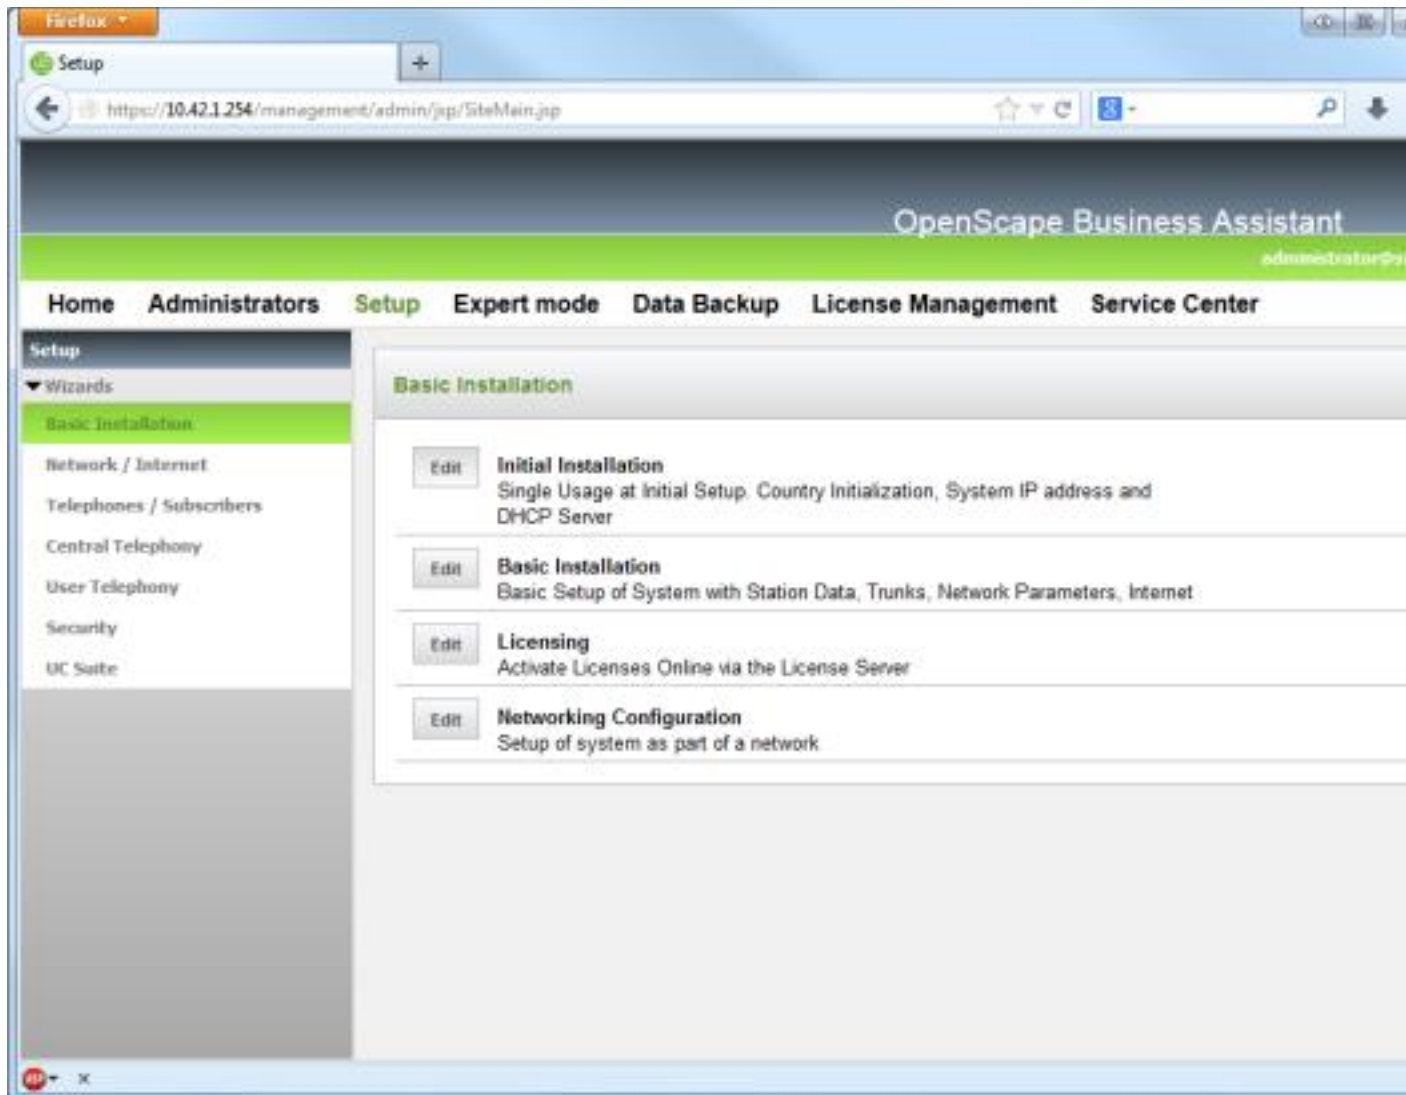 Firefox
Setup
https://10.42.1.254/management/admin/jsp/SiteMain.jsp
OpenScape Business Assistant
Home Administrators Setup Expert mode Data Backup License Management Service Center
Setup
Wizards
Basic Installation
Network / Internet
Telephones / Subscribers
Central Telephony
User Telephony
Security
UC Suite
Basic Installation
Edit Initial Installation
Single Usage at Initial Setup. Country Initialization, System IP address and
DHCP Server
Edit Basic Installation
Basic Setup of System with Station Data, Trunks, Network Parameters, Internet
Edit Licensing
Activate Licenses Online via the License Server
Edit Networking Configuration
Setup of system as part of a network
ABP